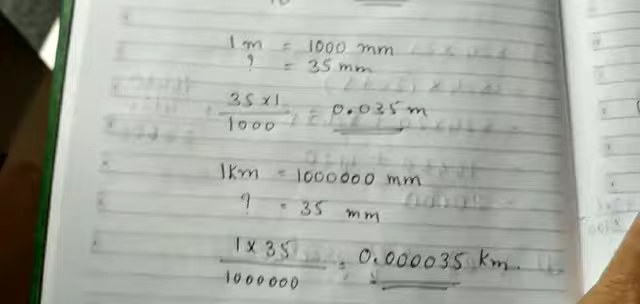 1 m = 1000 mm
? = 35 mm
35 x 1
1000
= 0.035 m
1 Km = 1000000 mm
? = 35 mm
1 x 35
1000000
= 0.000035 Km.